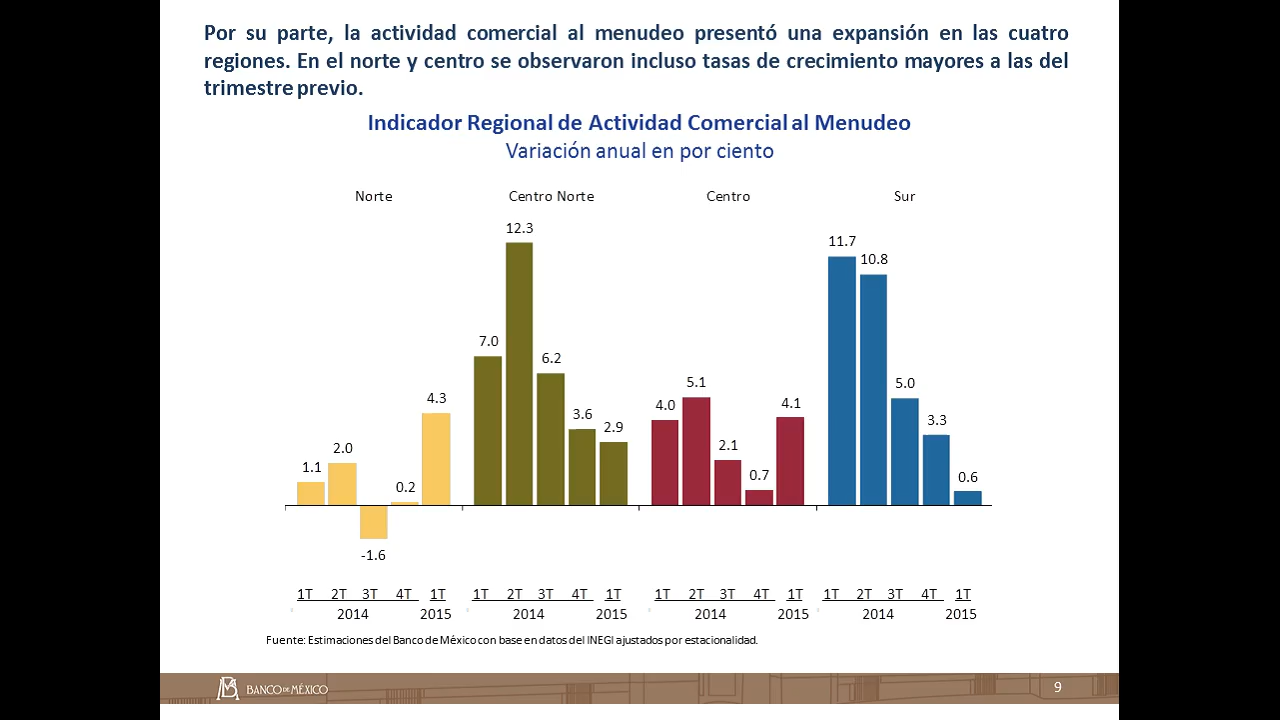 Por su parte, la actividad comercial al menudeo presentó una expansión en las cuatro
regiones. En el norte y centro se observaron incluso tasas de crecimiento mayores a las del
trimestre previo.
Indicador Regional de Actividad Comercial al Menudeo
Variación anual en por ciento
Norte Centro Norte Centro Sur
1.1 2.0 -1.6 0.2 4.3
7.0 12.3 6.2 3.6 2.9
4.0 5.1 2.1 0.7 4.1
11.7 10.8 5.0 3.3 0.6
1T 2T 3T 4T 1T 1T 2T 3T 4T 1T 1T 2T 3T 4T 1T 1T 2T 3T 4T 1T
2014 2015 2014 2015 2014 2015 2014 2015
Fuente: Estimaciones del Banco de México con base en datos del INEGI ajustados por estacionalidad.
BANCO DE MÉXICO
9